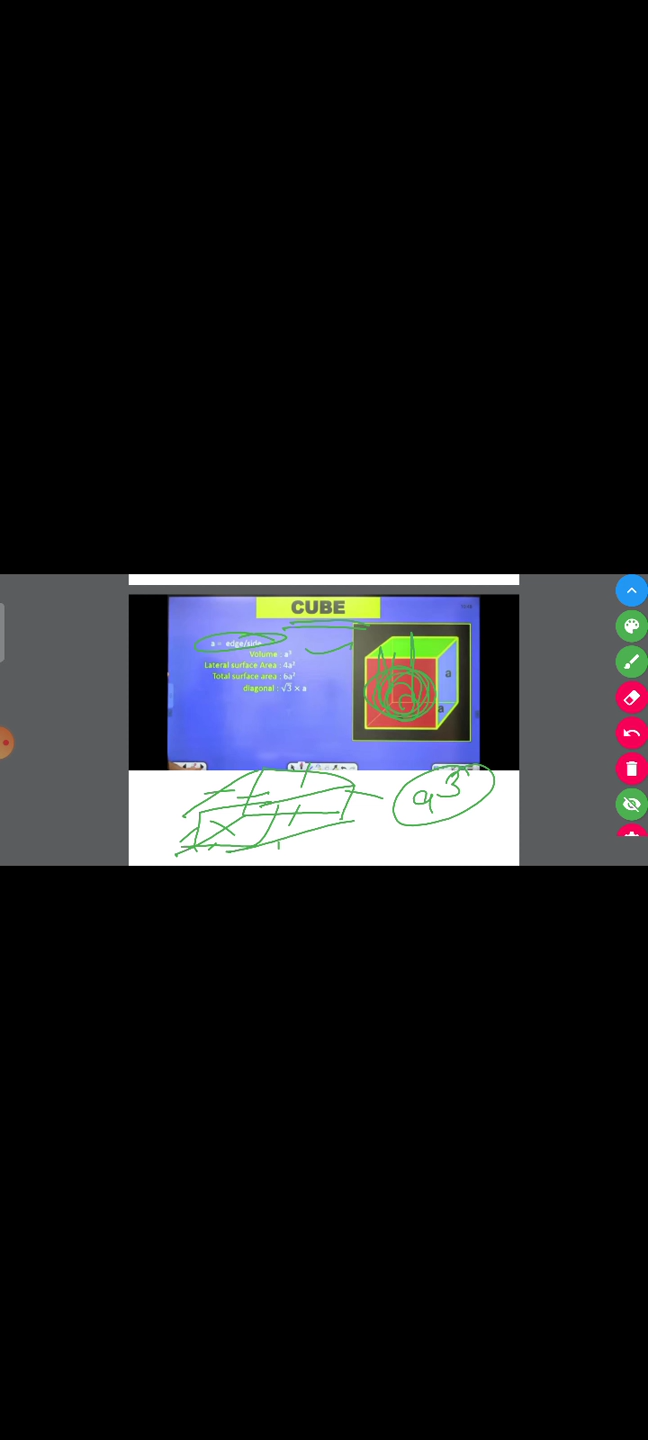 CUBE
a = edge/side
Volume : a³
Lateral surface Area : 4a²
Total surface area : 6a²
diagonal : √3 × a
a
a
a³